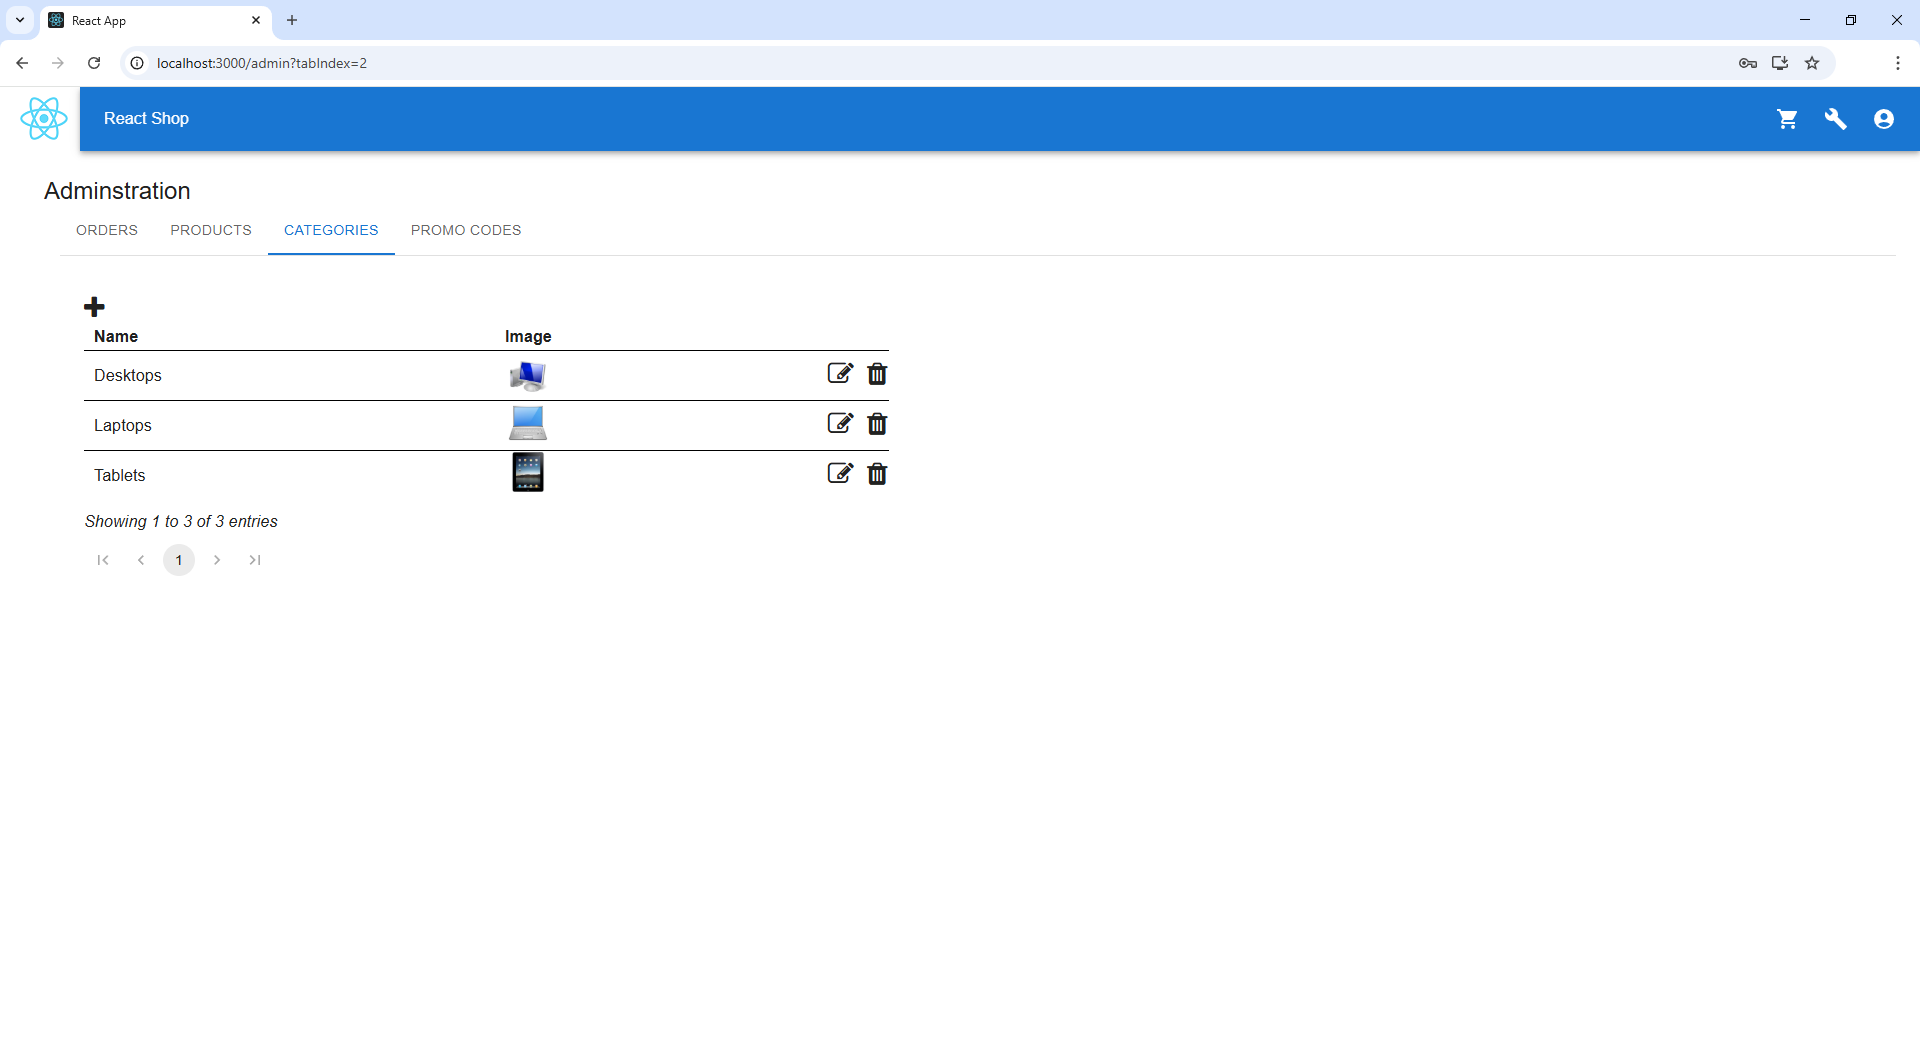 React App
localhost:3000/admin?tabIndex=2
React Shop
Adminstration
ORDERS PRODUCTS CATEGORIES PROMO CODES
Name Image
Desktops
Laptops
Tablets
Showing 1 to 3 of 3 entries
1